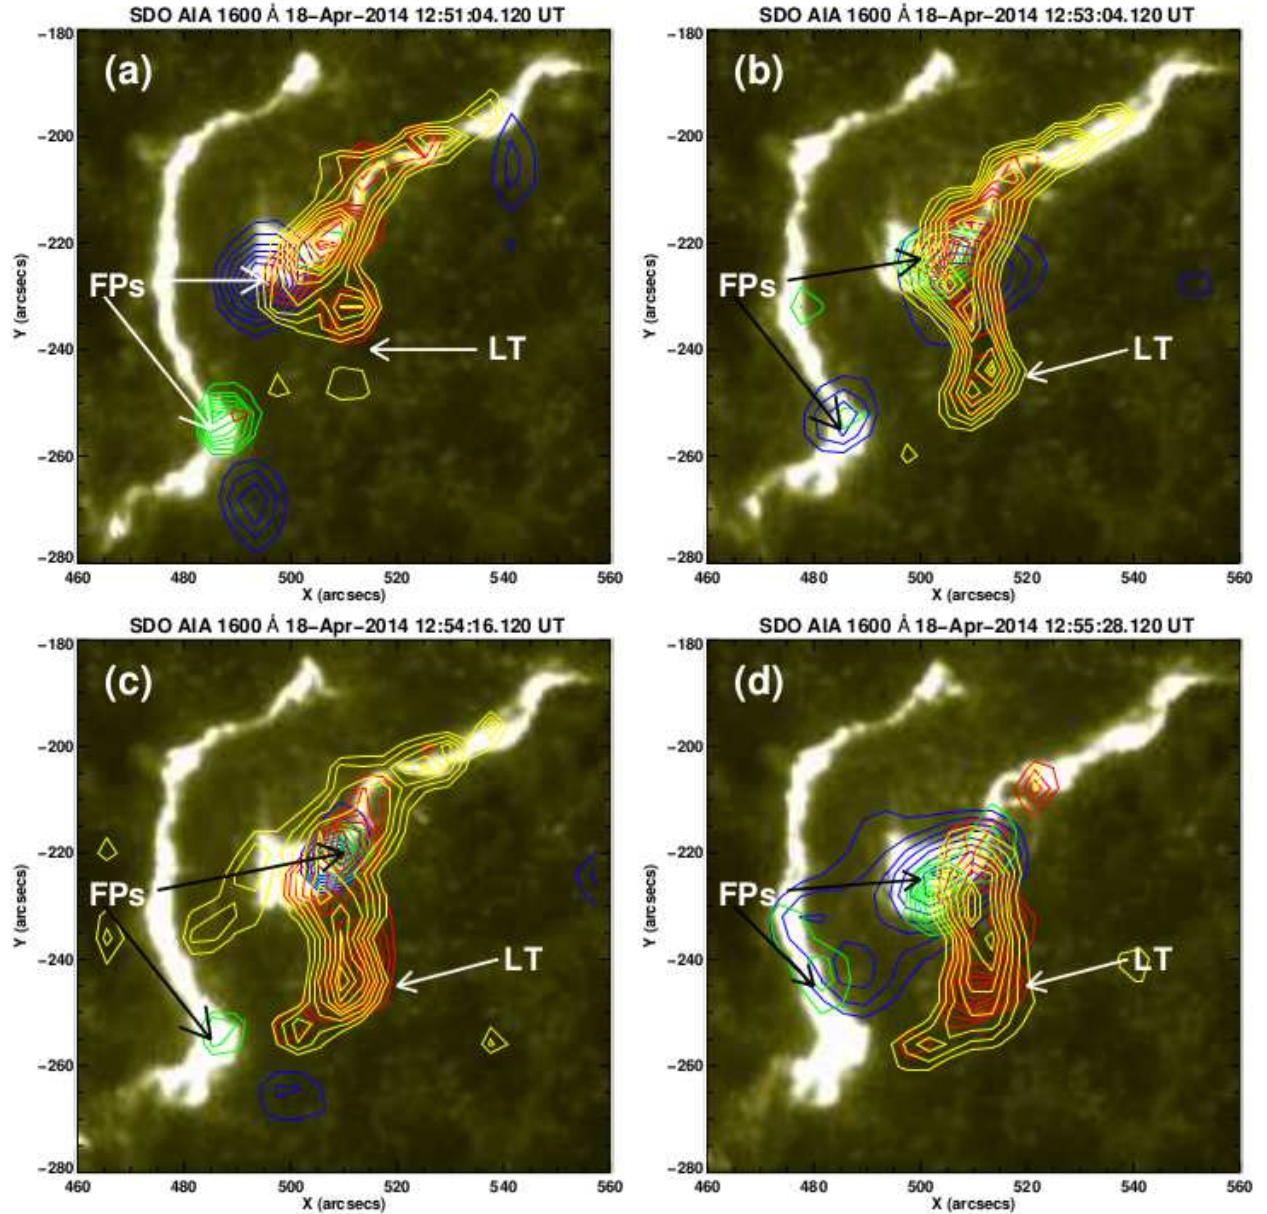 SDO AIA 1600 Å 18-Apr-2014 12:51:04.120 UT
(a)
FPs
LT
Y (arcsecs)
-180
-200
-220
-240
-260
-280
460 480 500 520 540 560
X (arcsecs)
SDO AIA 1600 Å 18-Apr-2014 12:53:04.120 UT
(b)
FPs
LT
Y (arcsecs)
-180
-200
-220
-240
-260
-280
460 480 500 520 540 560
X (arcsecs)
SDO AIA 1600 Å 18-Apr-2014 12:54:16.120 UT
(c)
FPs
LT
Y (arcsecs)
-180
-200
-220
-240
-260
-280
460 480 500 520 540 560
X (arcsecs)
SDO AIA 1600 Å 18-Apr-2014 12:55:28.120 UT
(d)
FPs
LT
Y (arcsecs)
-180
-200
-220
-240
-260
-280
460 480 500 520 540 560
X (arcsecs)